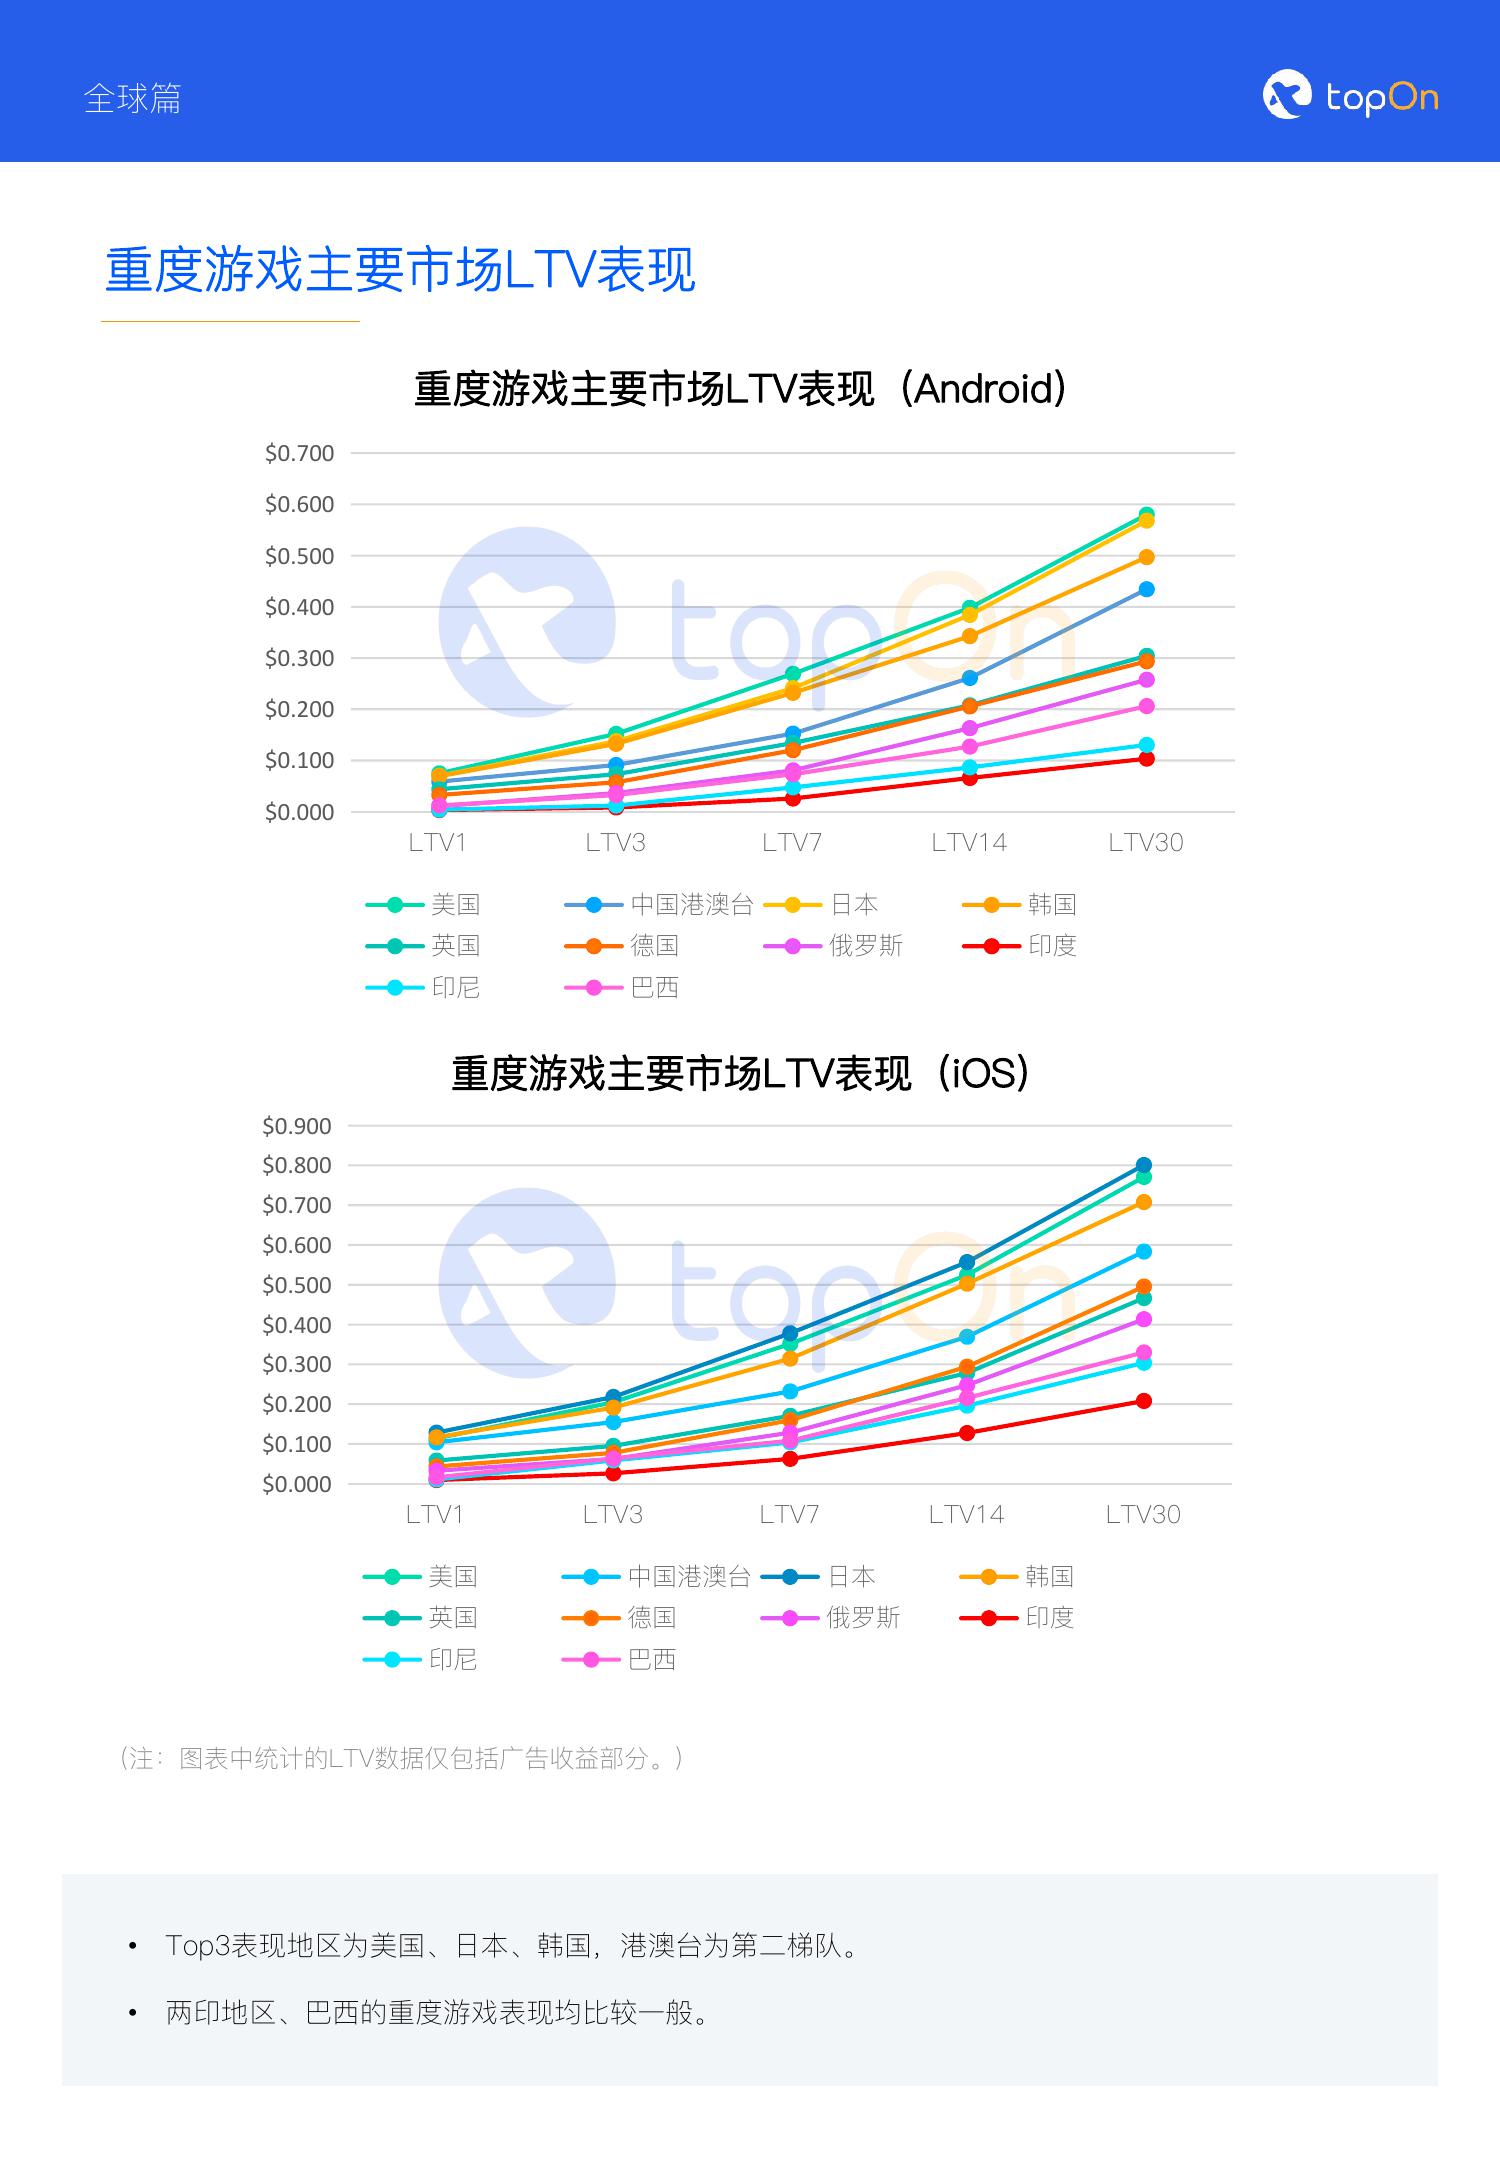 全球篇
topOn
重度游戏主要市场LTV表现
重度游戏主要市场LTV表现（Android）
$0.700
$0.600
$0.500
$0.400
$0.300
$0.200
$0.100
$0.000
topOn
LTV1 LTV3 LTV7 LTV14 LTV30
美国 中国港澳台 日本 韩国
英国 德国 俄罗斯 印度
印尼 巴西
重度游戏主要市场LTV表现（iOS）
$0.900
$0.800
$0.700
$0.600
$0.500
$0.400
$0.300
$0.200
$0.100
$0.000
topOn
LTV1 LTV3 LTV7 LTV14 LTV30
美国 中国港澳台 日本 韩国
英国 德国 俄罗斯 印度
印尼 巴西
（注：图表中统计的LTV数据仅包括广告收益部分。）
• Top3表现地区为美国、日本、韩国，港澳台为第二梯队。
• 两印地区、巴西的重度游戏表现均比较一般。